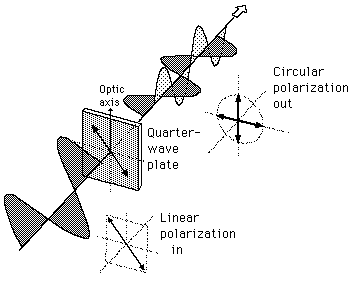 Optic
axis
Quarter-
wave
plate
Circular
polarization
out
Linear
polarization
in